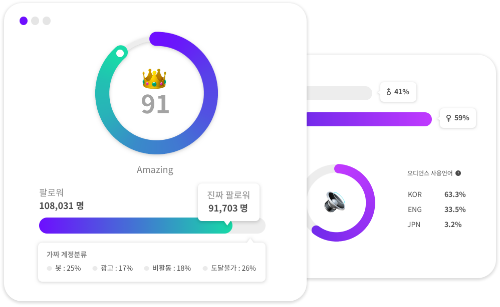 91
Amazing
팔로워
108,031 명
진짜 팔로워
91,703 명
가짜 계정분류
봇 : 25%
광고 : 17%
비활동 : 18%
도달불가 : 26%
♂ 41%
♀ 59%
오디언스 사용언어
KOR 63.3%
ENG 33.5%
JPN 3.2%